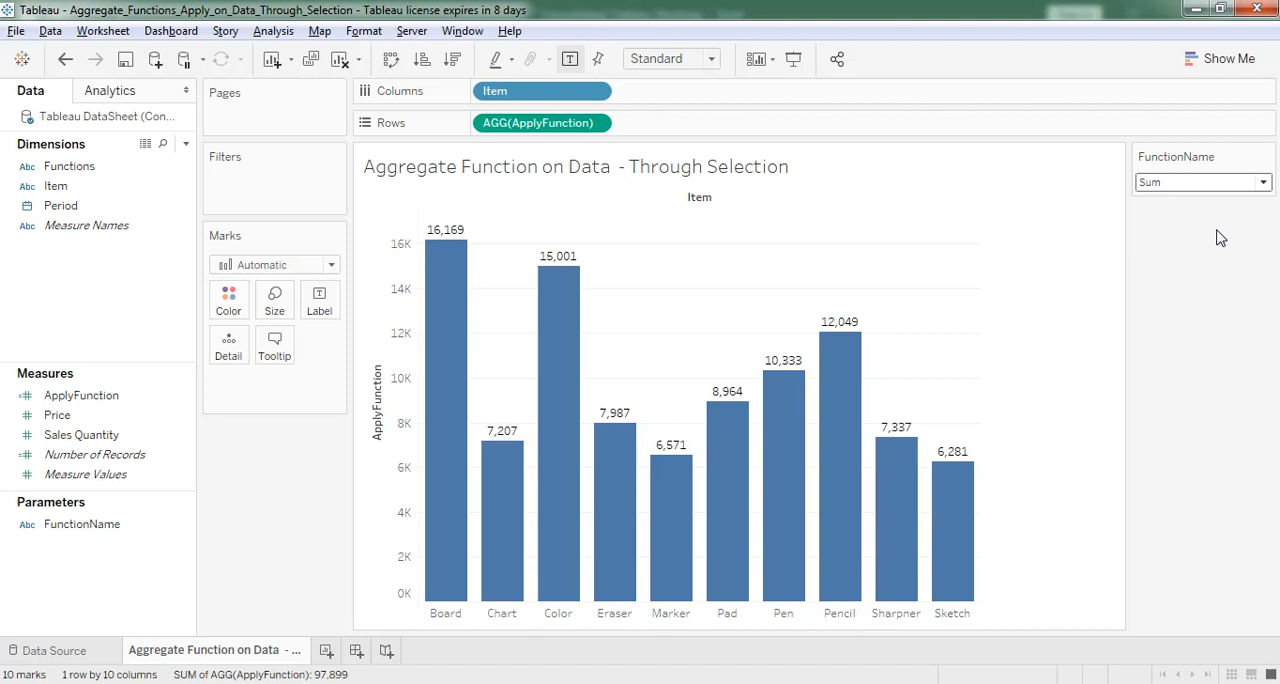 Tableau - Aggregate_Functions_Apply_on_Data_Through_Selection - Tableau license expires in 8 days
File Data Worksheet Dashboard Story Analysis Map Format Server Window Help
Standard
Show Me
Data Analytics
Tableau DataSheet (Con...
Dimensions
Abc Functions
Abc Item
Period
Abc Measure Names
Measures
ApplyFunction
Price
Sales Quantity
Number of Records
Measure Values
Parameters
Abc FunctionName
Pages
Filters
Marks
Automatic
Color Size Label
Detail Tooltip
Columns Item
Rows AGG(ApplyFunction)
Aggregate Function on Data - Through Selection
Item
ApplyFunction
16K
14K
12K
10K
8K
6K
4K
2K
0K
16,169
7,207
15,001
7,987
6,571
8,964
10,333
12,049
7,337
6,281
Board Chart Color Eraser Marker Pad Pen Pencil Sharpner Sketch
FunctionName
Sum
Data Source Aggregate Function on Data - ...
10 marks 1 row by 10 columns SUM of AGG(ApplyFunction): 97,899